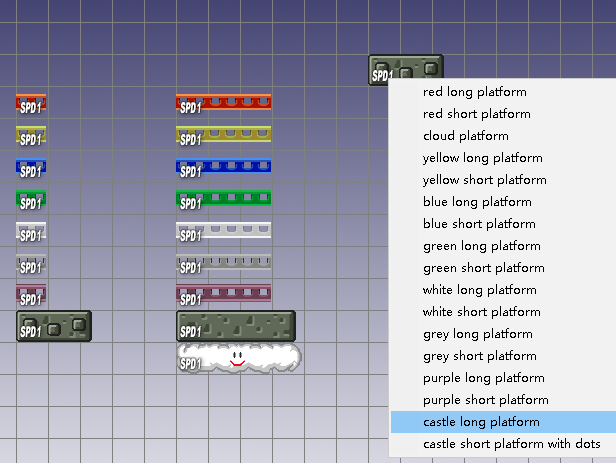 SPD1
red long platform
SPD1 SPD1
red short platform
SPD1 SPD1
cloud platform
yellow long platform
SPD1 SPD1
yellow short platform
SPD1 SPD1
blue long platform
blue short platform
SPD1 SPD1
green long platform
SPD1 SPD1
green short platform
white long platform
SPD1 SPD1
white short platform
SPD1 SPD1
grey long platform
grey short platform
SPD1
purple long platform
purple short platform
castle long platform
castle short platform with dots